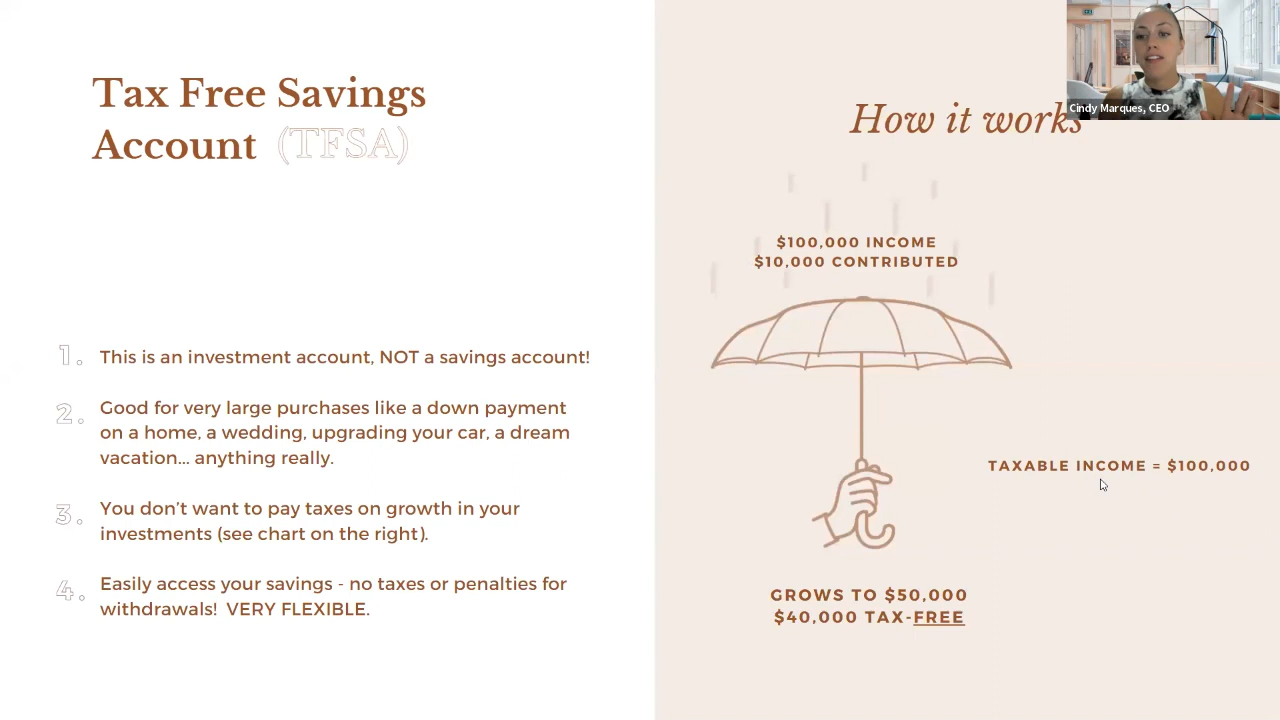 Tax Free Savings
Account (TFSA)
1. This is an investment account, NOT a savings account!
2. Good for very large purchases like a down payment
on a home, a wedding, upgrading your car, a dream
vacation... anything really.
3. You don't want to pay taxes on growth in your
investments (see chart on the right).
4. Easily access your savings - no taxes or penalties for
withdrawals! VERY FLEXIBLE.
How it works
$100,000 INCOME
$10,000 CONTRIBUTED
TAXABLE INCOME = $100,000
GROWS TO $50,000
$40,000 TAX-FREE
Cindy Marques, CEO